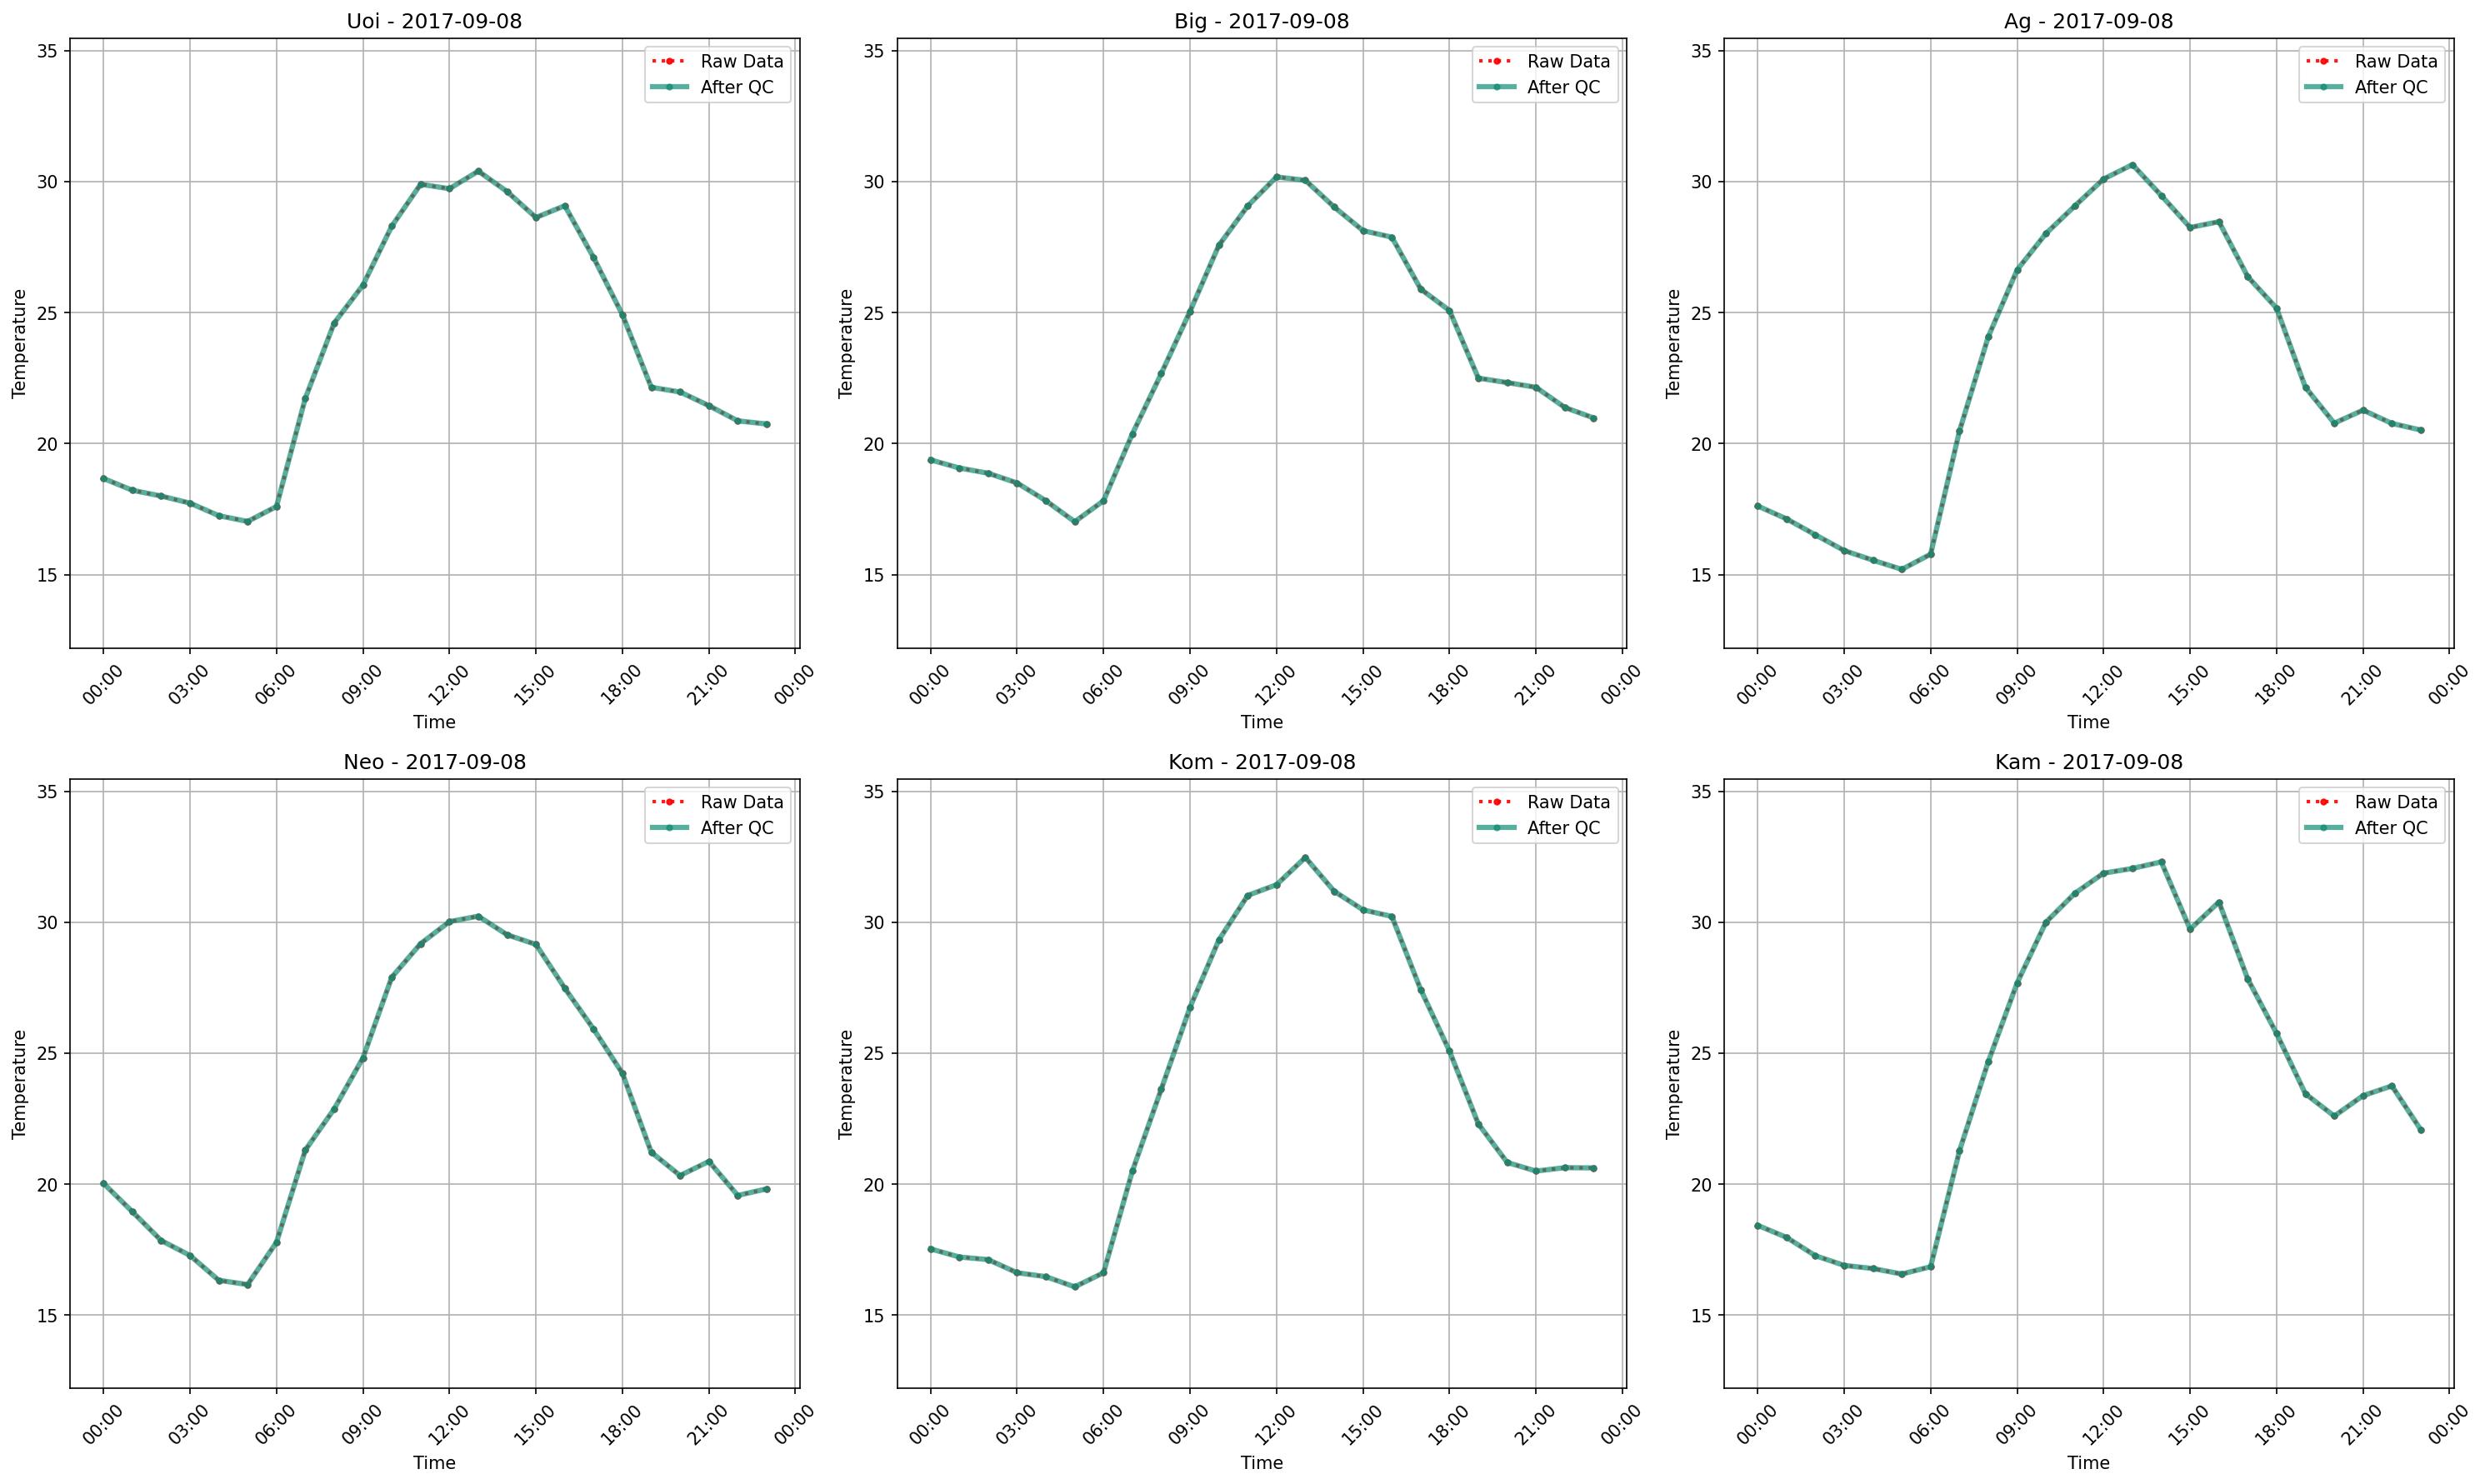 Uoi - 2017-09-08
Raw Data
After QC
Temperature
35
30
25
20
15
00:00
03:00
06:00
09:00
12:00
15:00
18:00
21:00
00:00
Time
Big - 2017-09-08
Raw Data
After QC
Temperature
35
30
25
20
15
00:00
03:00
06:00
09:00
12:00
15:00
18:00
21:00
00:00
Time
Ag - 2017-09-08
Raw Data
After QC
Temperature
35
30
25
20
15
00:00
03:00
06:00
09:00
12:00
15:00
18:00
21:00
00:00
Time
Neo - 2017-09-08
Raw Data
After QC
Temperature
35
30
25
20
15
00:00
03:00
06:00
09:00
12:00
15:00
18:00
21:00
00:00
Time
Kom - 2017-09-08
Raw Data
After QC
Temperature
35
30
25
20
15
00:00
03:00
06:00
09:00
12:00
15:00
18:00
21:00
00:00
Time
Kam - 2017-09-08
Raw Data
After QC
Temperature
35
30
25
20
15
00:00
03:00
06:00
09:00
12:00
15:00
18:00
21:00
00:00
Time